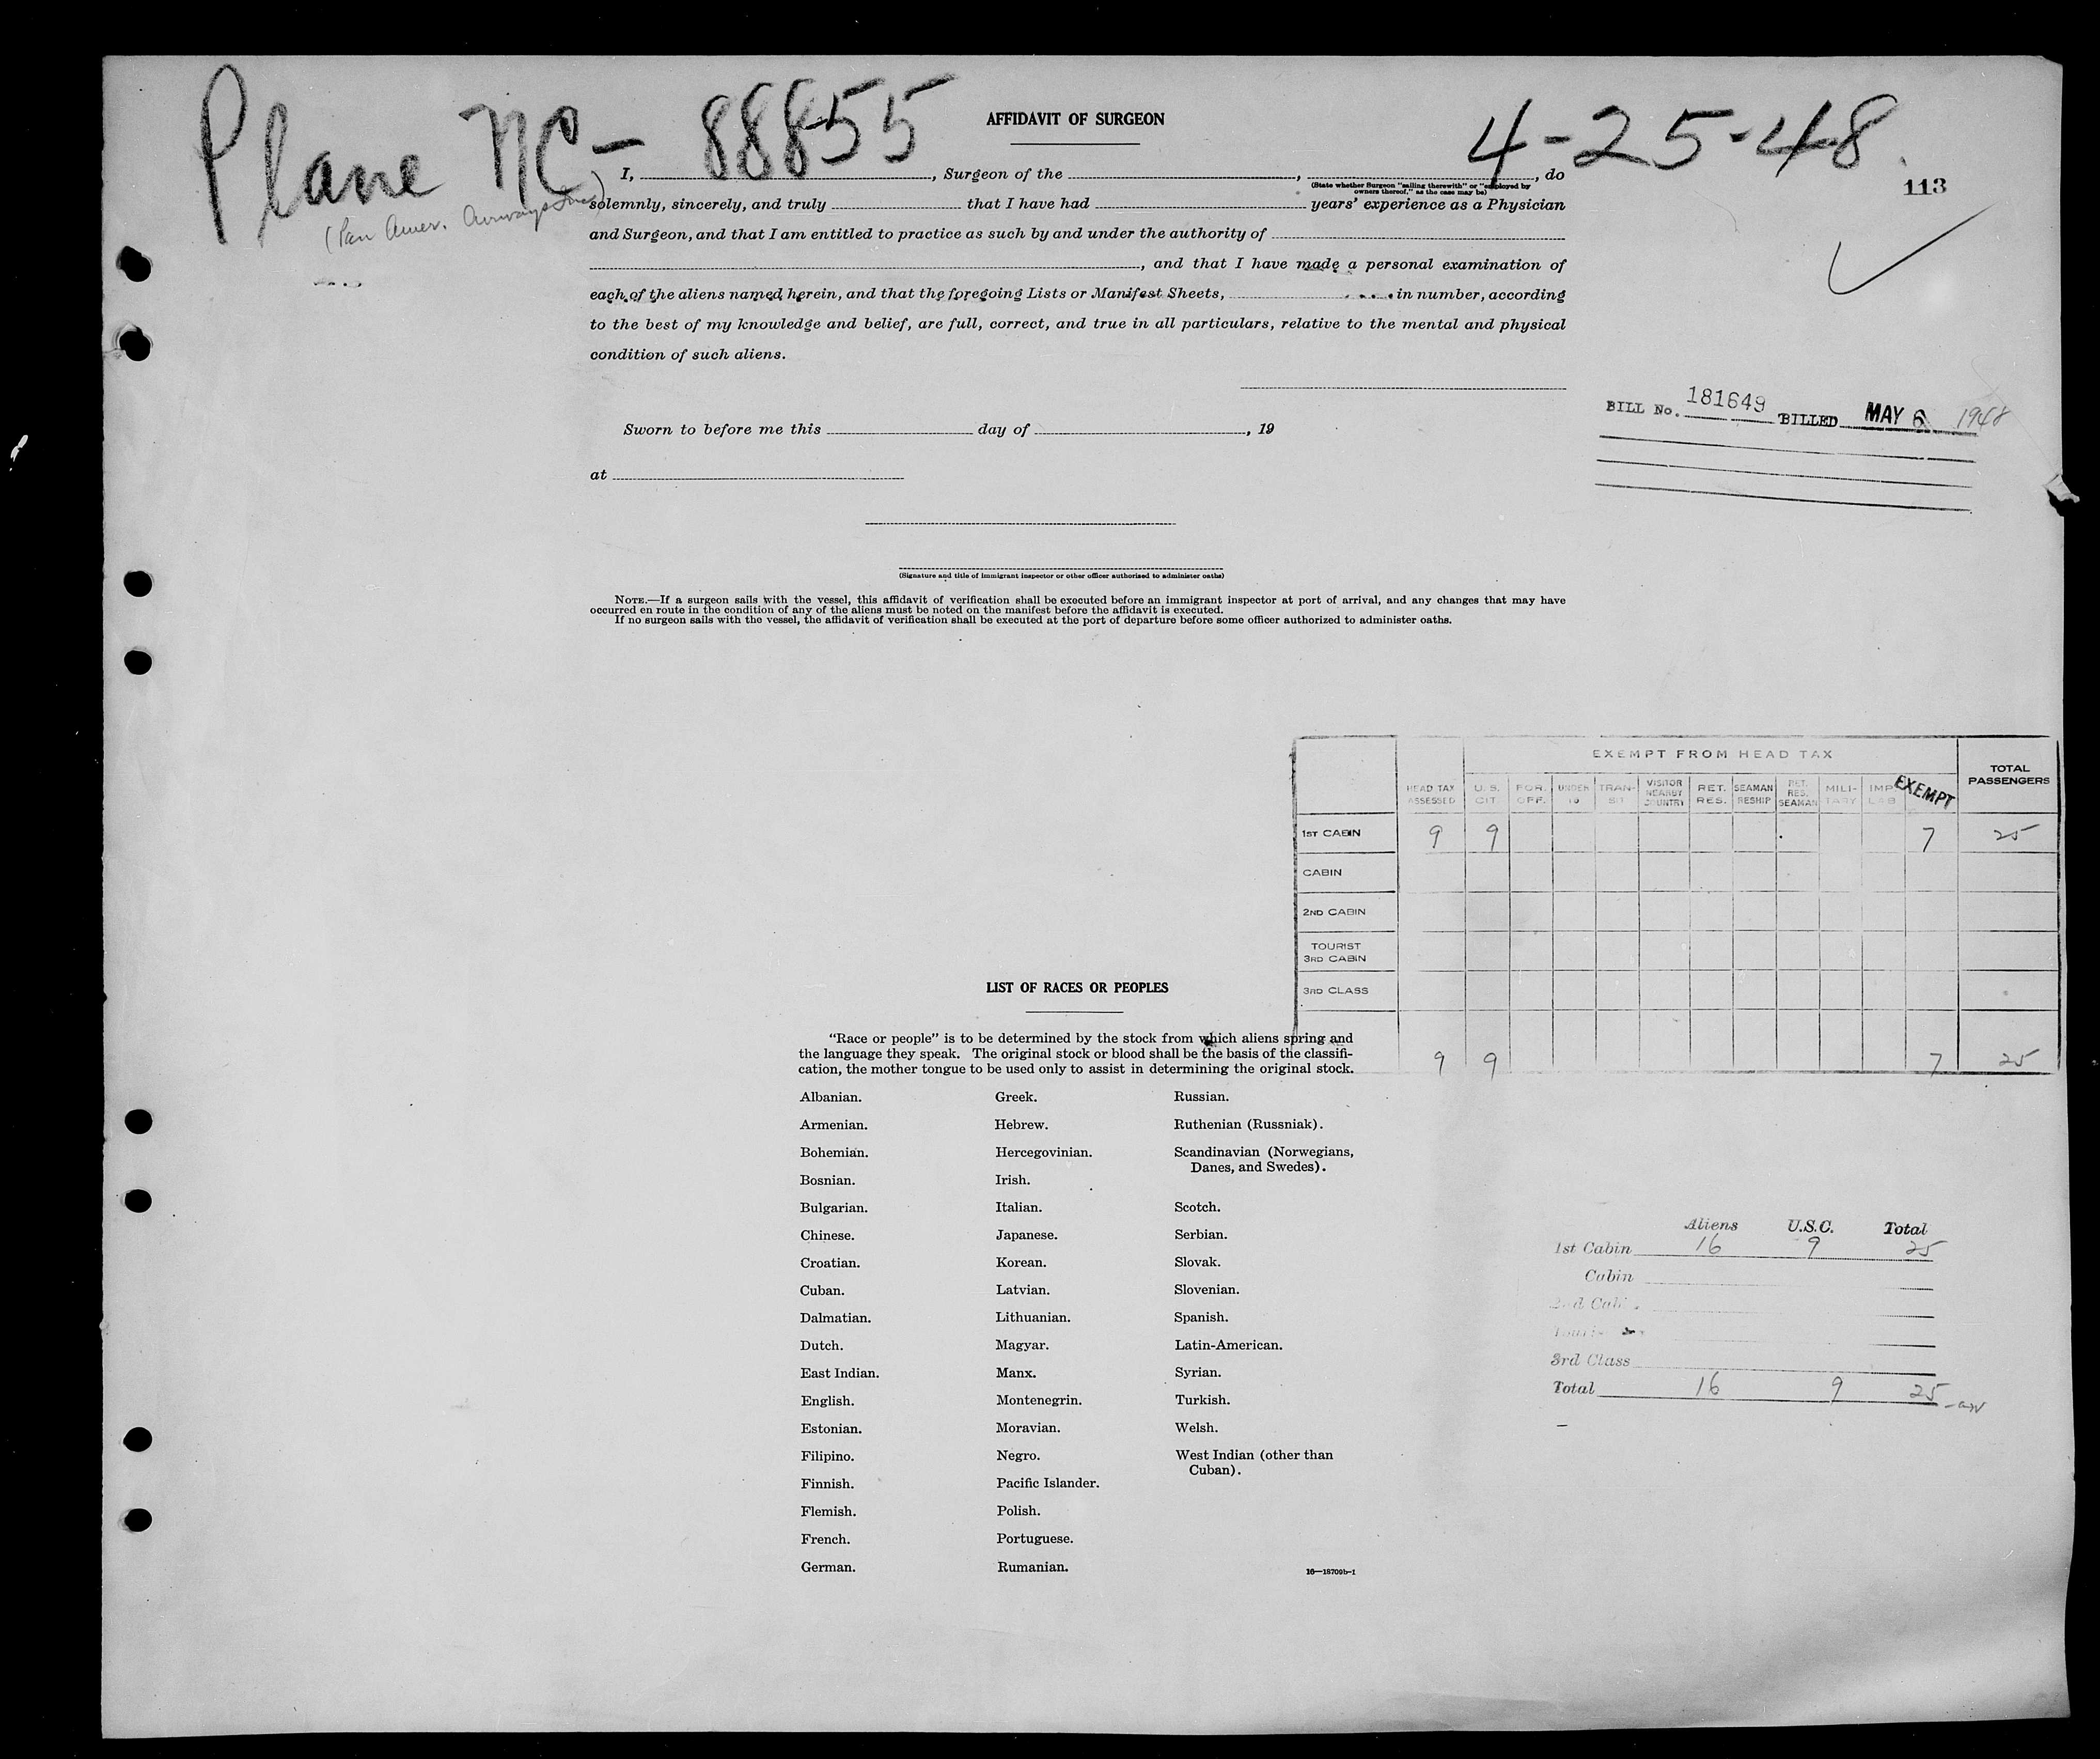 Plane NC- 88855
4-25-48
(Pan Amer. Airways Inc)
113
AFFIDAVIT OF SURGEON
I, , Surgeon of the , , do
(State whether Surgeon "sailing therewith" or "employed by
owners thereof," as the case may be)
solemnly, sincerely, and truly that I have had years' experience as a Physician
and Surgeon, and that I am entitled to practice as such by and under the authority of
, and that I have made a personal examination of
each of the aliens named herein, and that the foregoing Lists or Manifest Sheets, in number, according
to the best of my knowledge and belief, are full, correct, and true in all particulars, relative to the mental and physical
condition of such aliens.
BILL No. 181649 BILLED MAY 6 1948
Sworn to before me this day of , 19
at
(Signature and title of immigrant inspector or other officer authorized to administer oaths)
NOTE.—If a surgeon sails with the vessel, this affidavit of verification shall be executed before an immigrant inspector at port of arrival, and any changes that may have
occurred en route in the condition of any of the aliens must be noted on the manifest before the affidavit is executed.
If no surgeon sails with the vessel, the affidavit of verification shall be executed at the port of departure before some officer authorized to administer oaths.
EXEMPT FROM HEAD TAX
HEAD TAX ASSESSED U.S. CIT. FOR. OFF. UNDER 10 TRANSIT VISITOR NEARBY COUNTRY RET. RES. SEAMAN RESHIP RET. RES. SEAMAN MILITARY IMP. LAB EXEMPT TOTAL PASSENGERS
1ST CABIN 9 9 7 25
CABIN
2ND CABIN
TOURIST
3RD CABIN
3RD CLASS
9 9 7 25
LIST OF RACES OR PEOPLES
"Race or people" is to be determined by the stock from which aliens spring and
the language they speak. The original stock or blood shall be the basis of the classifi-
cation, the mother tongue to be used only to assist in determining the original stock.
Albanian. Greek. Russian.
Armenian. Hebrew. Ruthenian (Russniak).
Bohemian. Hercegovinian. Scandinavian (Norwegians,
Danes, and Swedes).
Bosnian. Irish.
Bulgarian. Italian. Scotch.
Chinese. Japanese. Serbian.
Croatian. Korean. Slovak.
Cuban. Latvian. Slovenian.
Dalmatian. Lithuanian. Spanish.
Dutch. Magyar. Latin-American.
East Indian. Manx. Syrian.
English. Montenegrin. Turkish.
Estonian. Moravian. Welsh.
Filipino. Negro. West Indian (other than
Cuban).
Finnish. Pacific Islander.
Flemish. Polish.
French. Portuguese.
German. Rumanian.
16—18709b-1
Aliens U.S.C. Total
1st Cabin 16 9 25
Cabin
2nd Cabin
3rd Class
Total 16 9 25